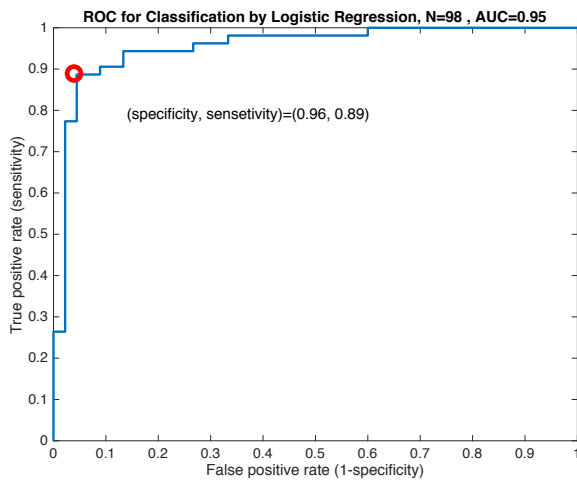 ROC for Classification by Logistic Regression, N=98 , AUC=0.95
1
0.9
0.8
0.7
0.6
0.5
0.4
0.3
0.2
0.1
0
True positive rate (sensitivity)
(specificity, sensetivity)=(0.96, 0.89)
0 0.1 0.2 0.3 0.4 0.5 0.6 0.7 0.8 0.9 1
False positive rate (1-specificity)